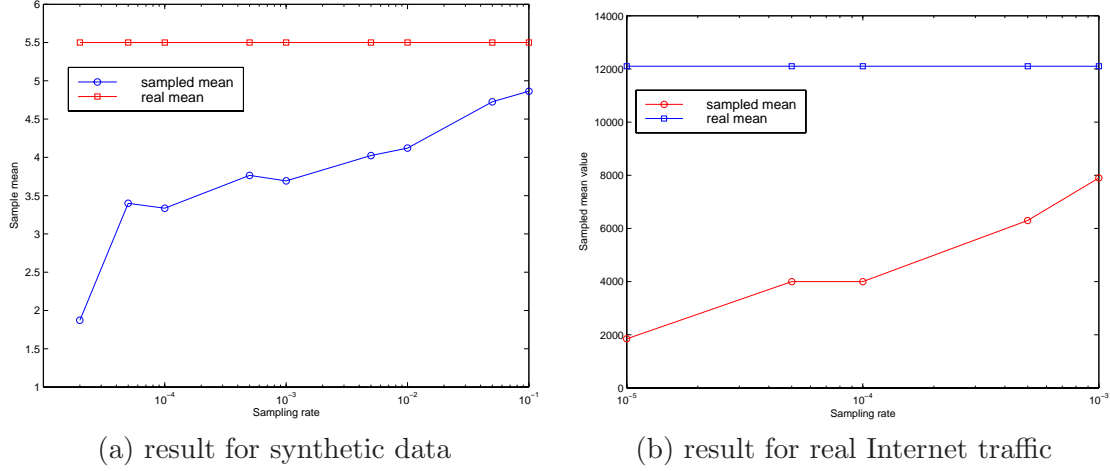 6
5.5
5
4.5
4
3.5
3
2.5
2
1.5
1
Sample mean
sampled mean
real mean
10⁻⁴
10⁻³
10⁻²
10⁻¹
Sampling rate
(a) result for synthetic data
14000
12000
10000
8000
6000
4000
2000
0
Sampled mean value
sampled mean
real mean
10⁻⁵
10⁻⁴
10⁻³
Sampling rate
(b) result for real Internet traffic